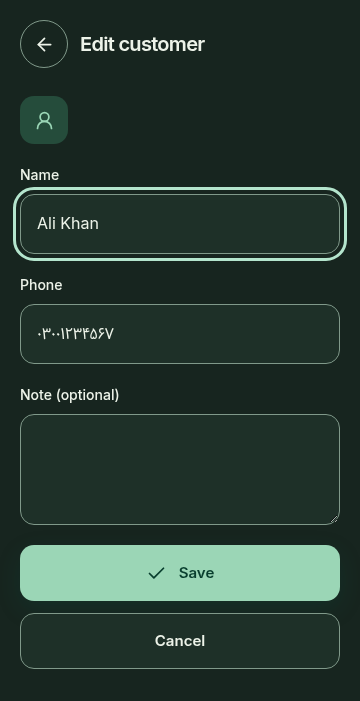 Edit customer
Name
Ali Khan
Phone
۰۳۰۰۱۲۳۴۵۶۷
Note (optional)
Save
Cancel